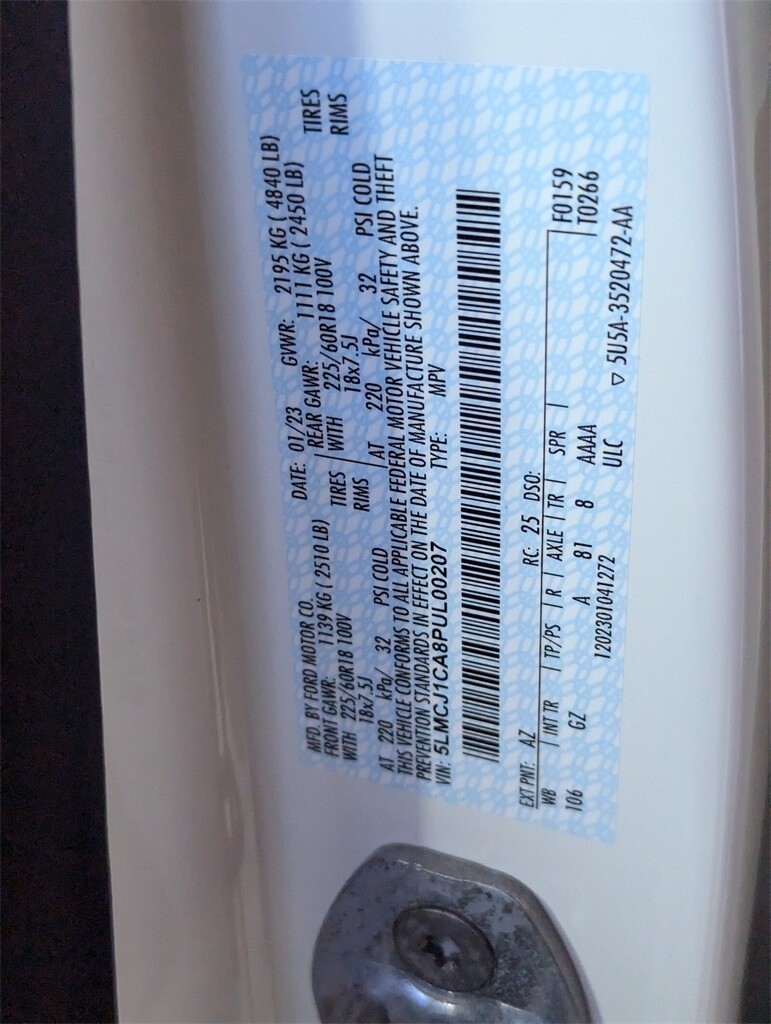 MFD. BY FORD MOTOR CO. DATE: 01/23 GVWR: 2195 KG ( 4840 LB)
FRONT GAWR: 1139 KG ( 2510 LB) REAR GAWR: 1111 KG ( 2450 LB)
WITH 225/60R18 100V TIRES WITH 225/60R18 100V TIRES
18x7.5J RIMS 18x7.5J RIMS
AT 220 kPa/ 32 PSI COLD AT 220 kPa/ 32 PSI COLD
THIS VEHICLE CONFORMS TO ALL APPLICABLE FEDERAL MOTOR VEHICLE SAFETY AND THEFT
PREVENTION STANDARDS IN EFFECT ON THE DATE OF MANUFACTURE SHOWN ABOVE.
VIN: 5LMCJ1CA8PUL00207 TYPE: MPV
EXT PNT: AZ RC: 25 DSO: F0159
WB INT TR TP/PS R AXLE TR SPR T0266
106 GZ A 81 8 AAAA
1202301041272 ULC ▽ 5U5A-3520472-AA